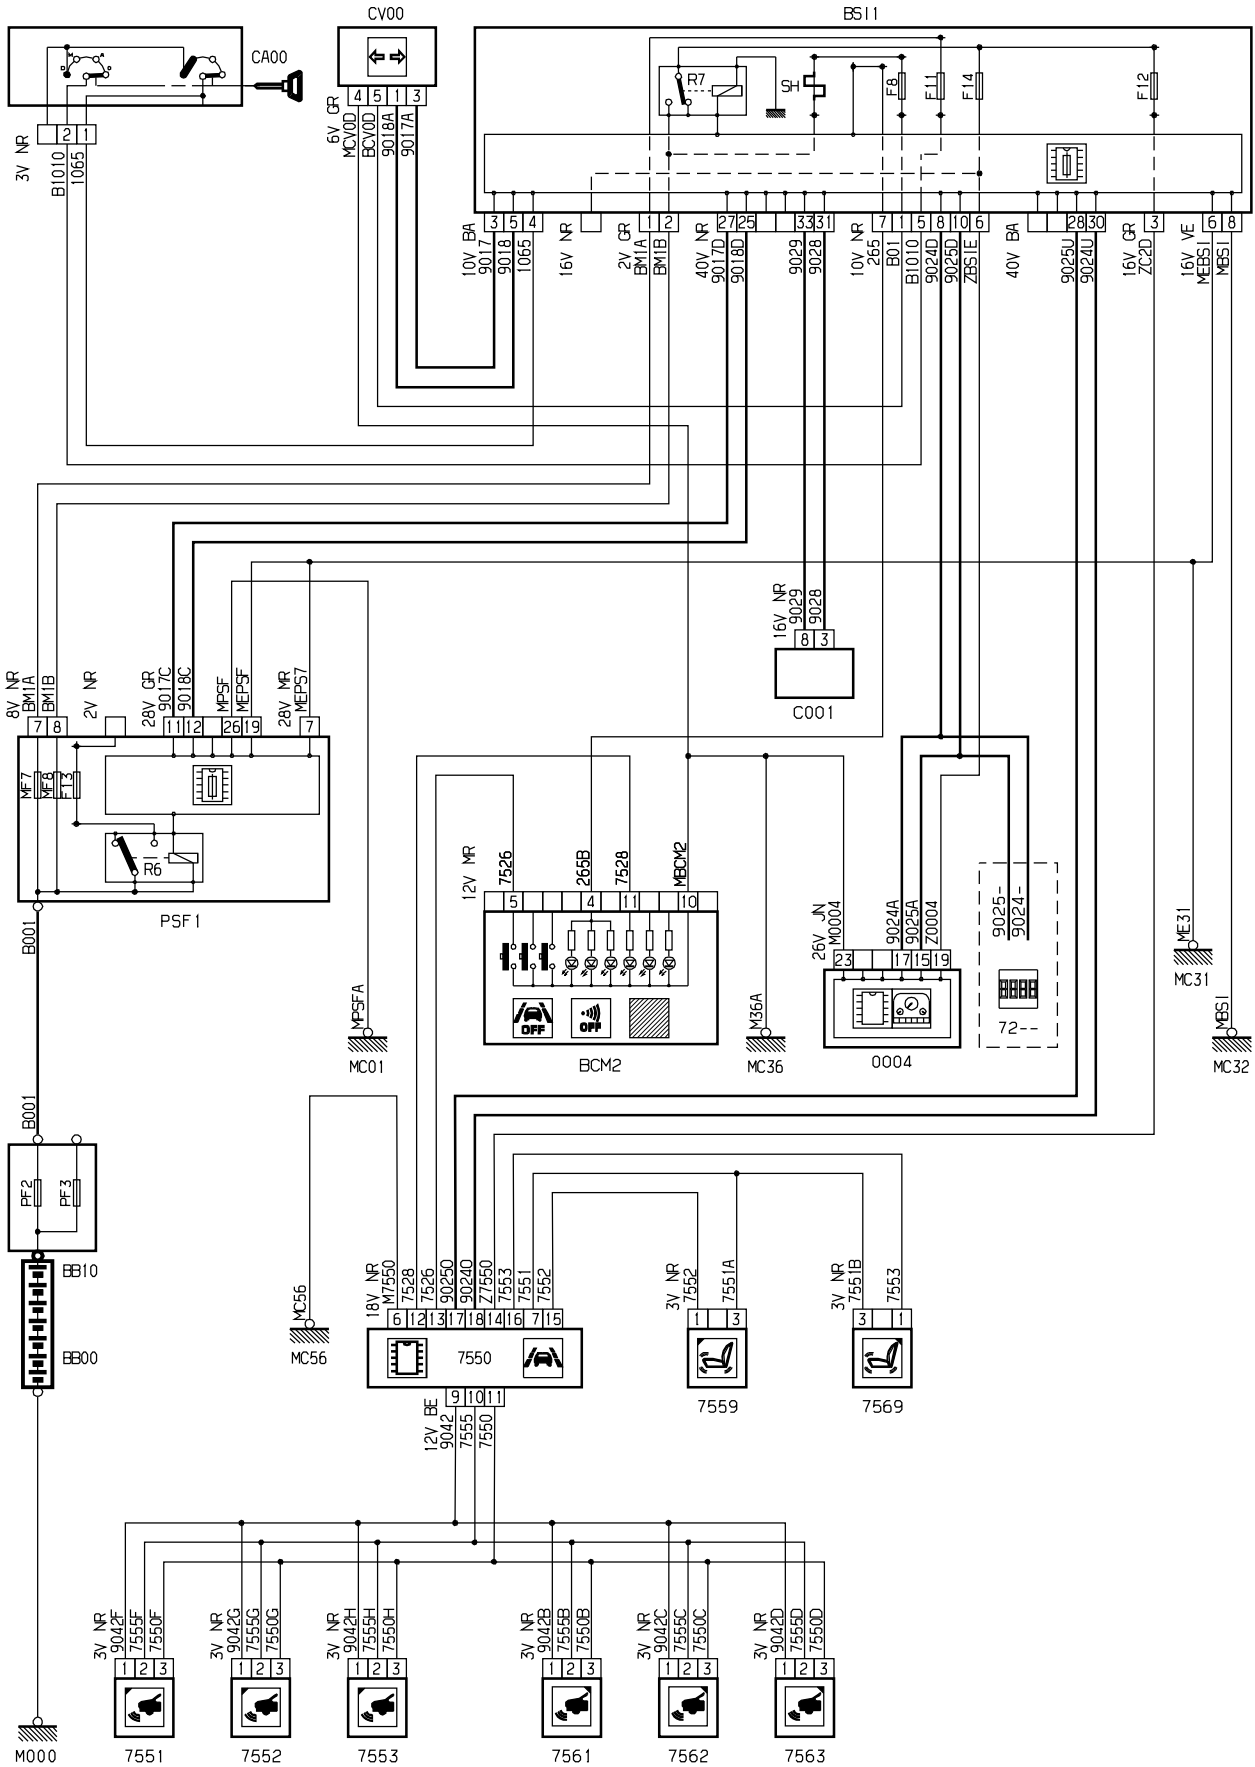 CV00
BSI1
CA00
M A
D D
R7
SH
F8
F11
F14
F12
4 5 1 3
6V GR
MCV0D
BCV0D
9018A
9017A
2 1
3V NR
B1010
1065
3 5 4 1 2 27 25 33 31 7 1 5 8 10 6 28 30 3 6 8
10V BA
9017
9018
1065
16V NR
2V GR
BM1A
BM1B
40V NR
9017D
9018D
9029
9028
10V NR
265
B01
B1010
9024D
9025D
ZBS1E
40V BA
9025U
9024U
16V GR
ZC2D
16V VE
MEBSI
MBSI
16V NR
9029
9028
8 3
C001
8V NR
BM1A
BM1B
2V NR
28V GR
9017C
9018C
MPSF
MEPSF
28V MR
MEPS7
7 8 11 12 26 19 7
MF7
MF8
F13
R6
PSF1
B001
12V MR
7526
265B
7528
MBCM2
5 4 11 10
OFF
OFF
BCM2
26V JN
M0004
9024A
9025A
Z0004
23 17 15 19
0004
9025-
9024-
72--
ME31
MC31
MPSFA
MC01
M36A
MC36
MBSI
MC32
B001
PF2
PF3
BB10
BB00
MC56
MC56
18V NR
M7550
7528
7526
9025O
9024O
Z7550
7553
7551
7552
6 12 13 17 18 14 16 7 15
7550
9 10 11
12V BE
9042
7555
7550
3V NR
7552
7551A
1 3
7559
3V NR
7551B
7553
3 1
7569
3V NR
9042F
7555F
7550F
3V NR
9042G
7555G
7550G
3V NR
9042H
7555H
7550H
3V NR
9042B
7555B
7550B
3V NR
9042C
7555C
7550C
3V NR
9042D
7555D
7550D
1 2 3 1 2 3 1 2 3 1 2 3 1 2 3 1 2 3
M000
7551
7552
7553
7561
7562
7563